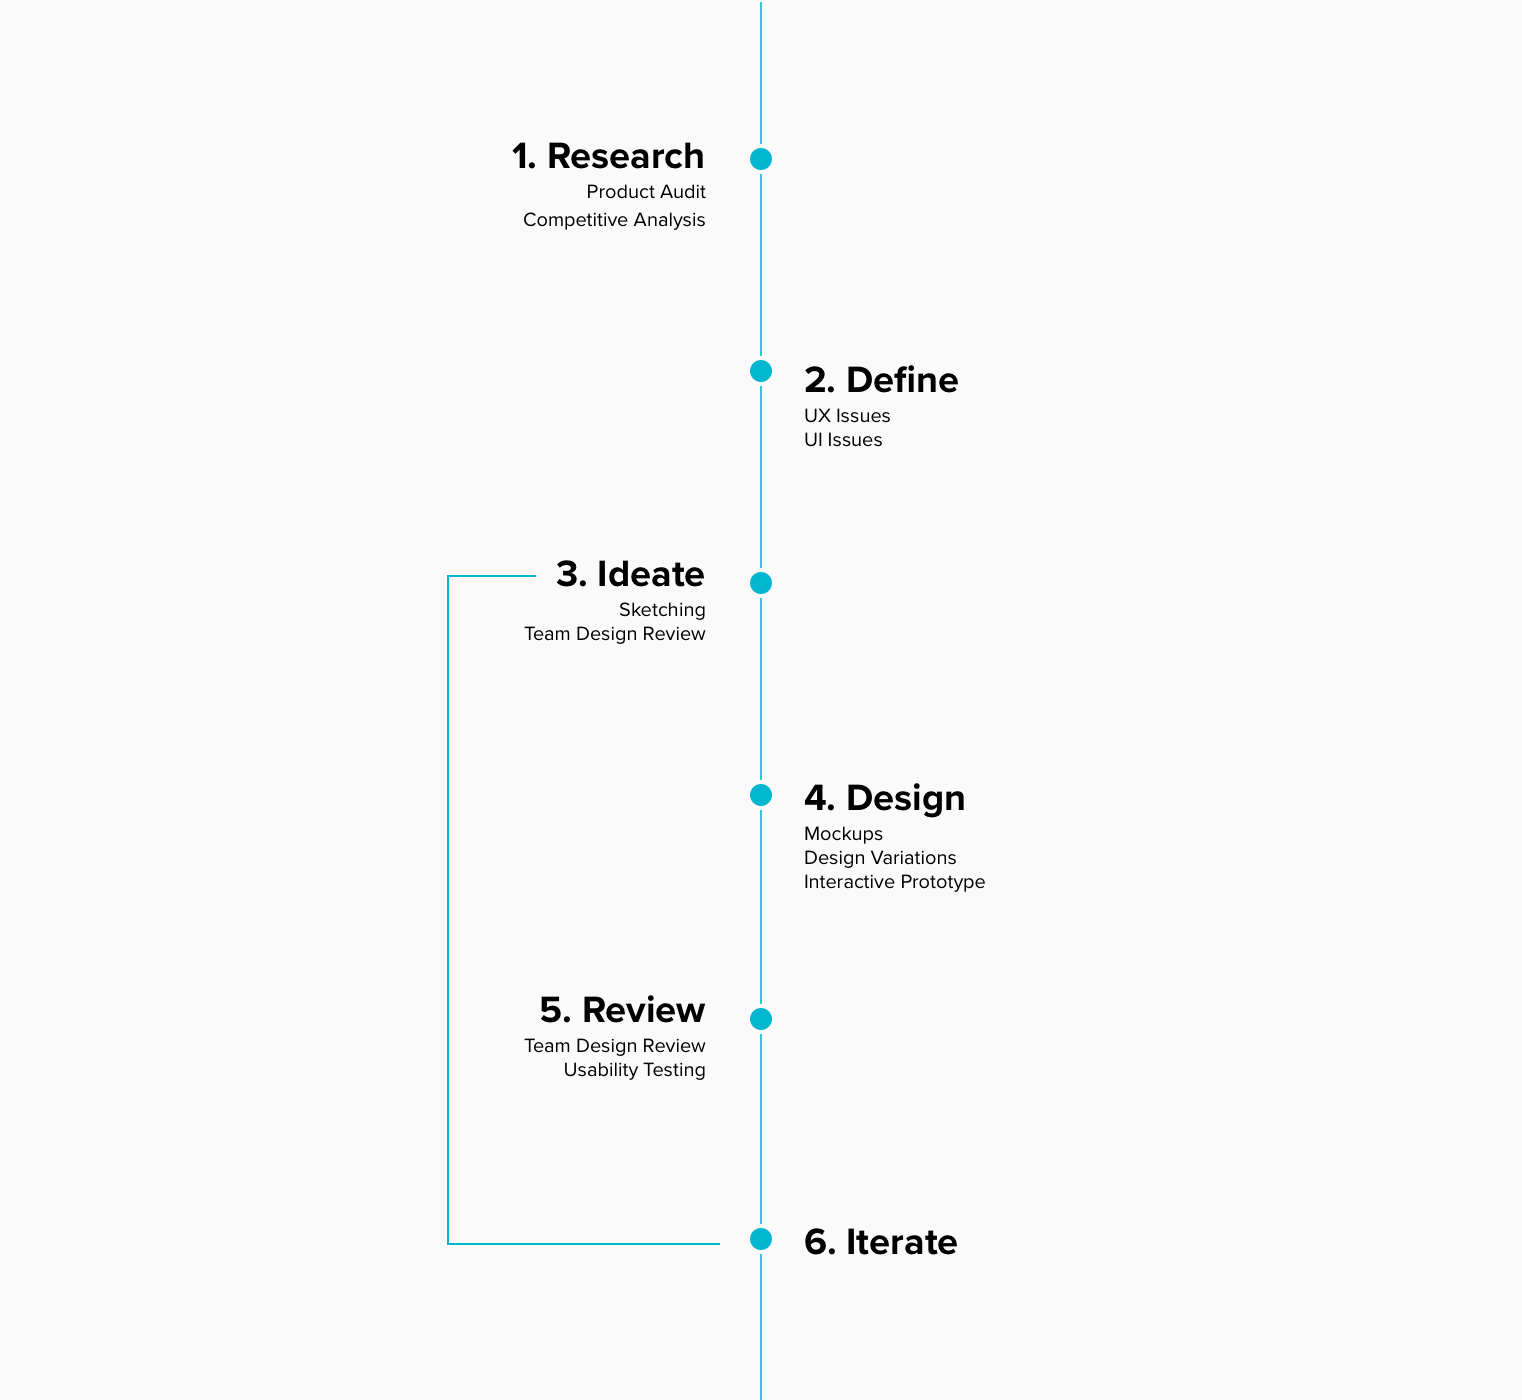 1. Research
Product Audit
Competitive Analysis
2. Define
UX Issues
UI Issues
3. Ideate
Sketching
Team Design Review
4. Design
Mockups
Design Variations
Interactive Prototype
5. Review
Team Design Review
Usability Testing
6. Iterate